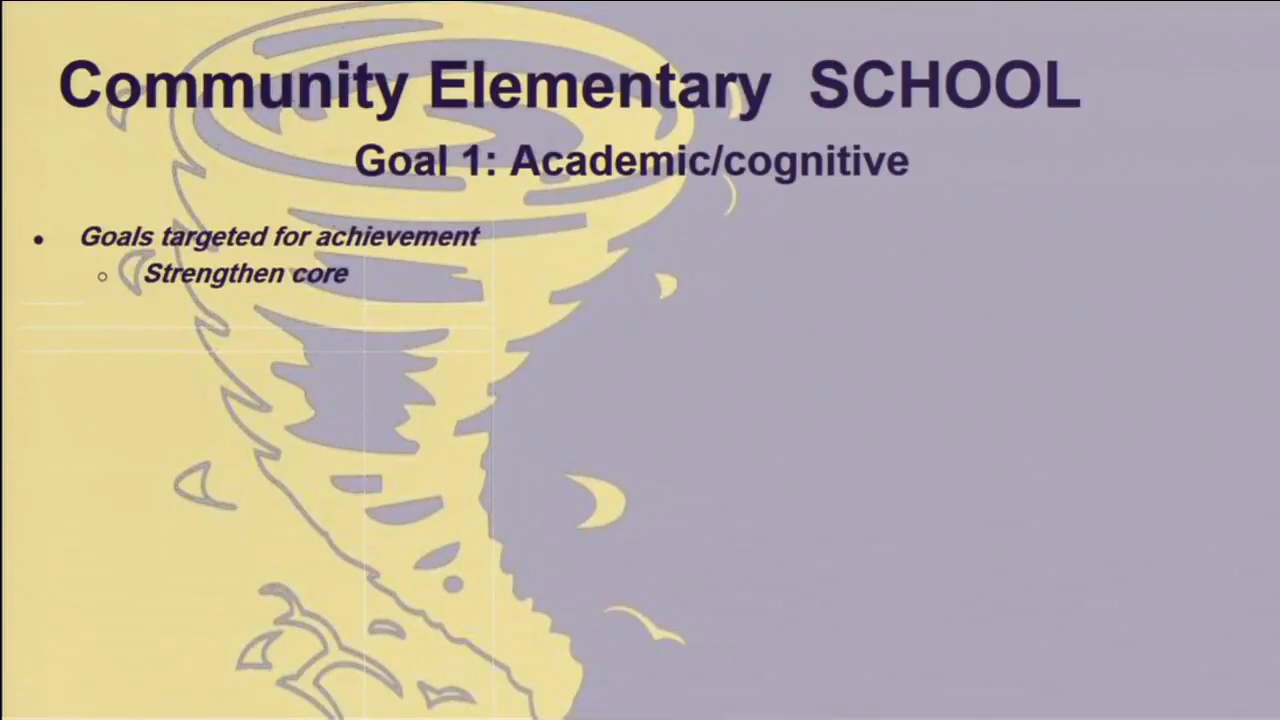 Community Elementary SCHOOL
Goal 1: Academic/cognitive
• Goals targeted for achievement
○ Strengthen core